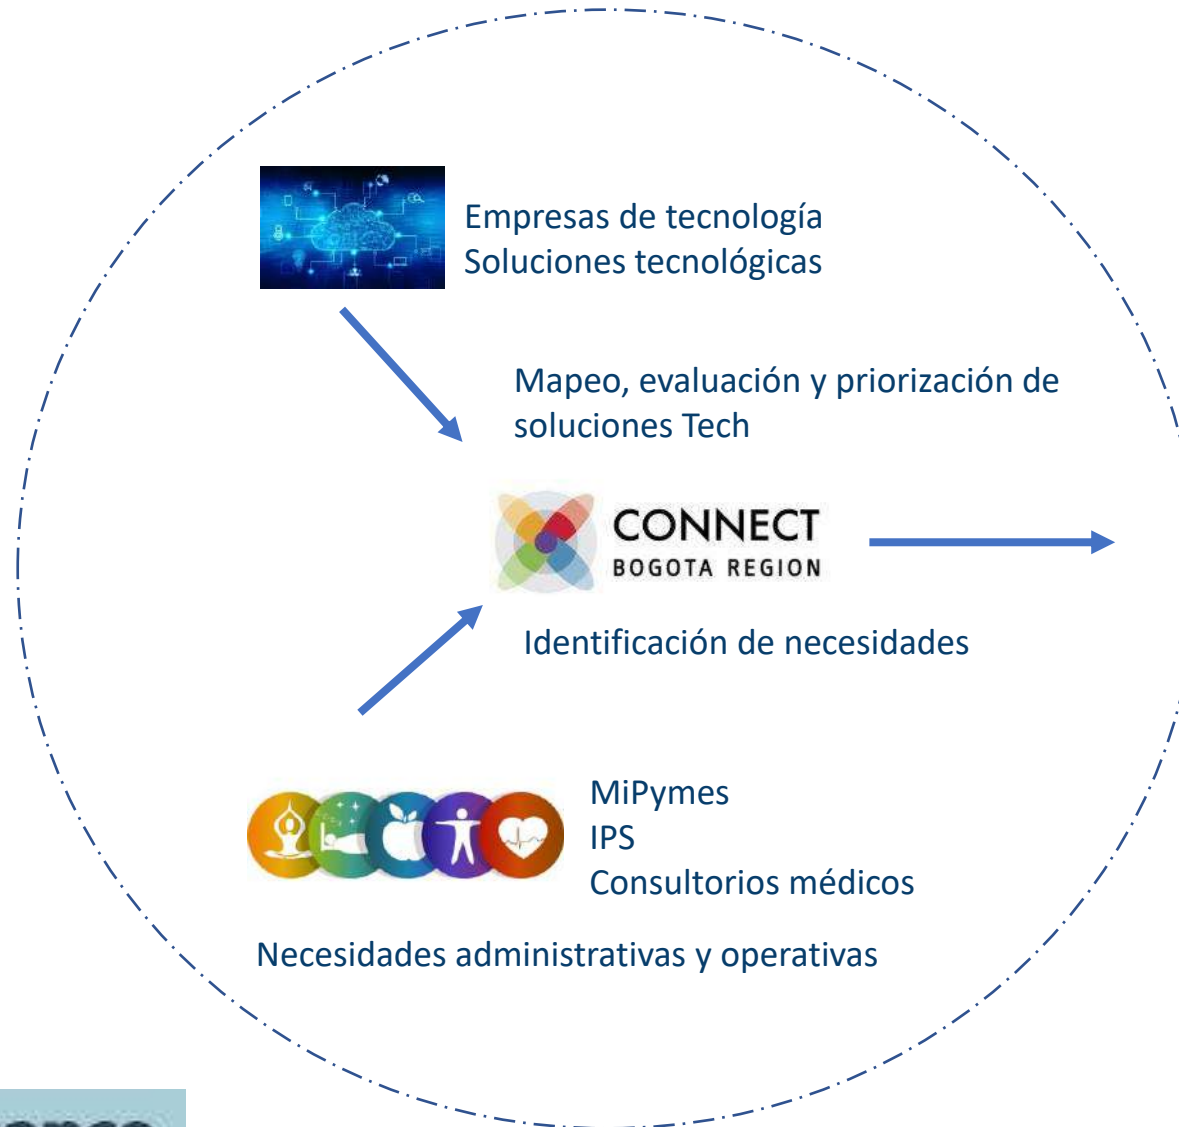 Empresas de tecnología
Soluciones tecnológicas
Mapeo, evaluación y priorización de
soluciones Tech
CONNECT
BOGOTA REGION
Identificación de necesidades
MiPymes
IPS
Consultorios médicos
Necesidades administrativas y operativas